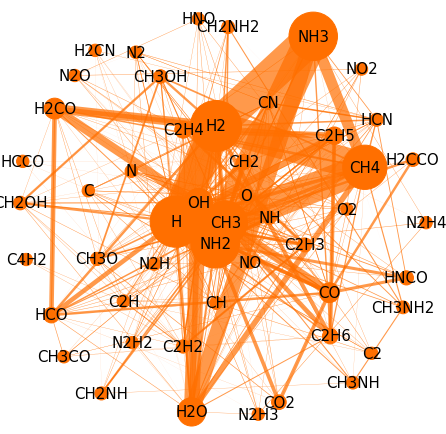 HNO
CH2NH2
NH3
H2CN
N2
N2O
CH3OH
NO2
CN
H2CO
HCN
C2H4
H2
C2H5
HCCO
CH2
H2CCO
CH4
N
C
CH2OH
OH
O
O2
H
CH3
NH
N2H4
NH2
C2H3
C4H2
CH3O
N2H
NO
HNCO
CO
C2H
CH
CH3NH2
HCO
C2H6
N2H2
C2H2
CH3CO
C2
CH3NH
CH2NH
CO2
H2O
N2H3